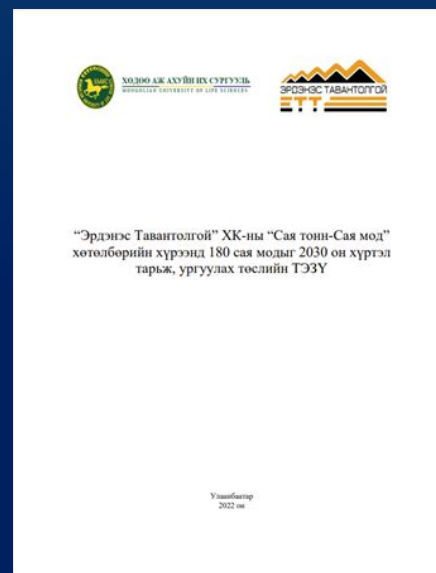 ХӨДӨӨ АЖ АХУЙН ИХ СУРГУУЛЬ
MONGOLIAN UNIVERSITY OF LIFE SCIENCES
ЭРДЭНЭС ТАВАНТОЛГОЙ
ETT
“Эрдэнэс Тавантолгой” ХК-ны “Сая тонн-Сая мод”
хөтөлбөрийн хүрээнд 180 сая модыг 2030 он хүртэл
тарьж, ургуулах төслийн ТЭЗҮ
Улаанбаатар
2022 он